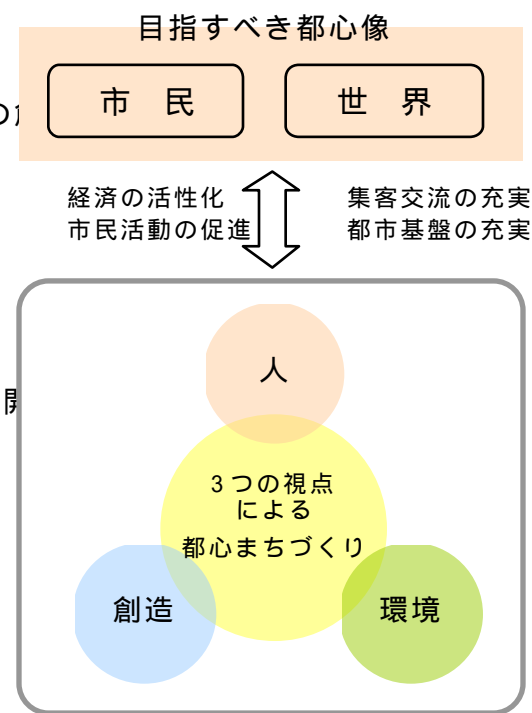 目指すべき都心像
市民
世界
経済の活性化
市民活動の促進
集客交流の充実
都市基盤の充実
人
3つの視点
による
都心まちづくり
創造
環境